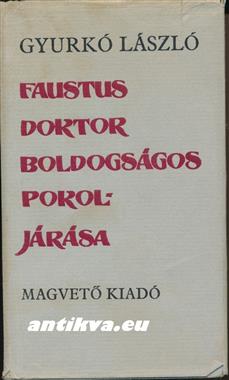 GYURKÓ LÁSZLÓ
FAUSTUS
DOKTOR
BOLDOGSÁGOS
POKOL-
JÁRÁSA
MAGVETŐ KIADÓ
antikva.eu